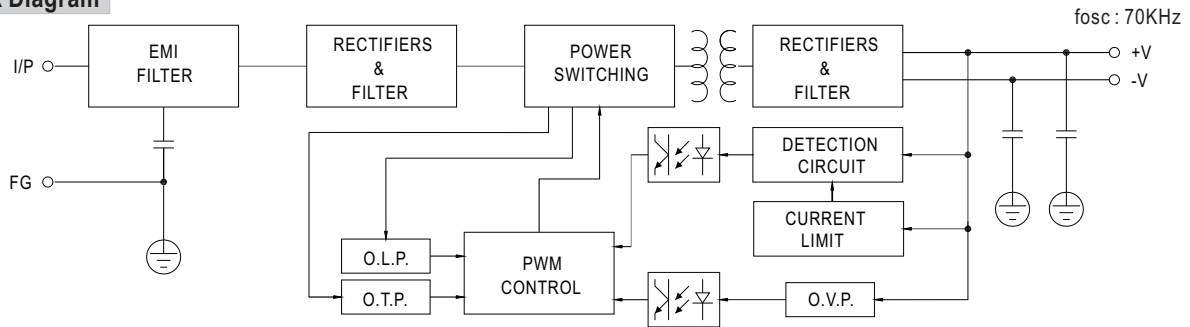 Diagram
fosc : 70KHz
I/P
EMI
FILTER
RECTIFIERS
&
FILTER
POWER
SWITCHING
RECTIFIERS
&
FILTER
+V
-V
FG
DETECTION
CIRCUIT
CURRENT
LIMIT
O.L.P.
O.T.P.
PWM
CONTROL
O.V.P.